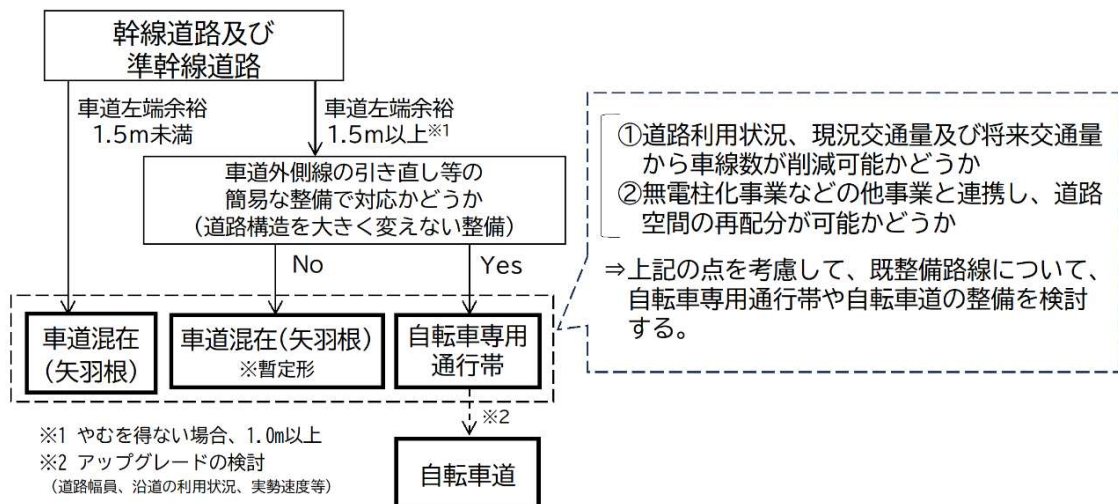 幹線道路及び
準幹線道路
車道左端余裕
1.5m未満
車道左端余裕
1.5m以上※1
車道外側線の引き直し等の
簡易な整備で対応かどうか
（道路構造を大きく変えない整備）
No
Yes
車道混在
(矢羽根)
車道混在(矢羽根)
※暫定形
自転車専用
通行帯
※2
自転車道
※1 やむを得ない場合、1.0m以上
※2 アップグレードの検討
（道路幅員、沿道の利用状況、実勢速度等）
①道路利用状況、現況交通量及び将来交通量
から車線数が削減可能かどうか
②無電柱化事業などの他事業と連携し、道路
空間の再配分が可能かどうか
⇒上記の点を考慮して、既整備路線について、
自転車専用通行帯や自転車道の整備を検討
する。